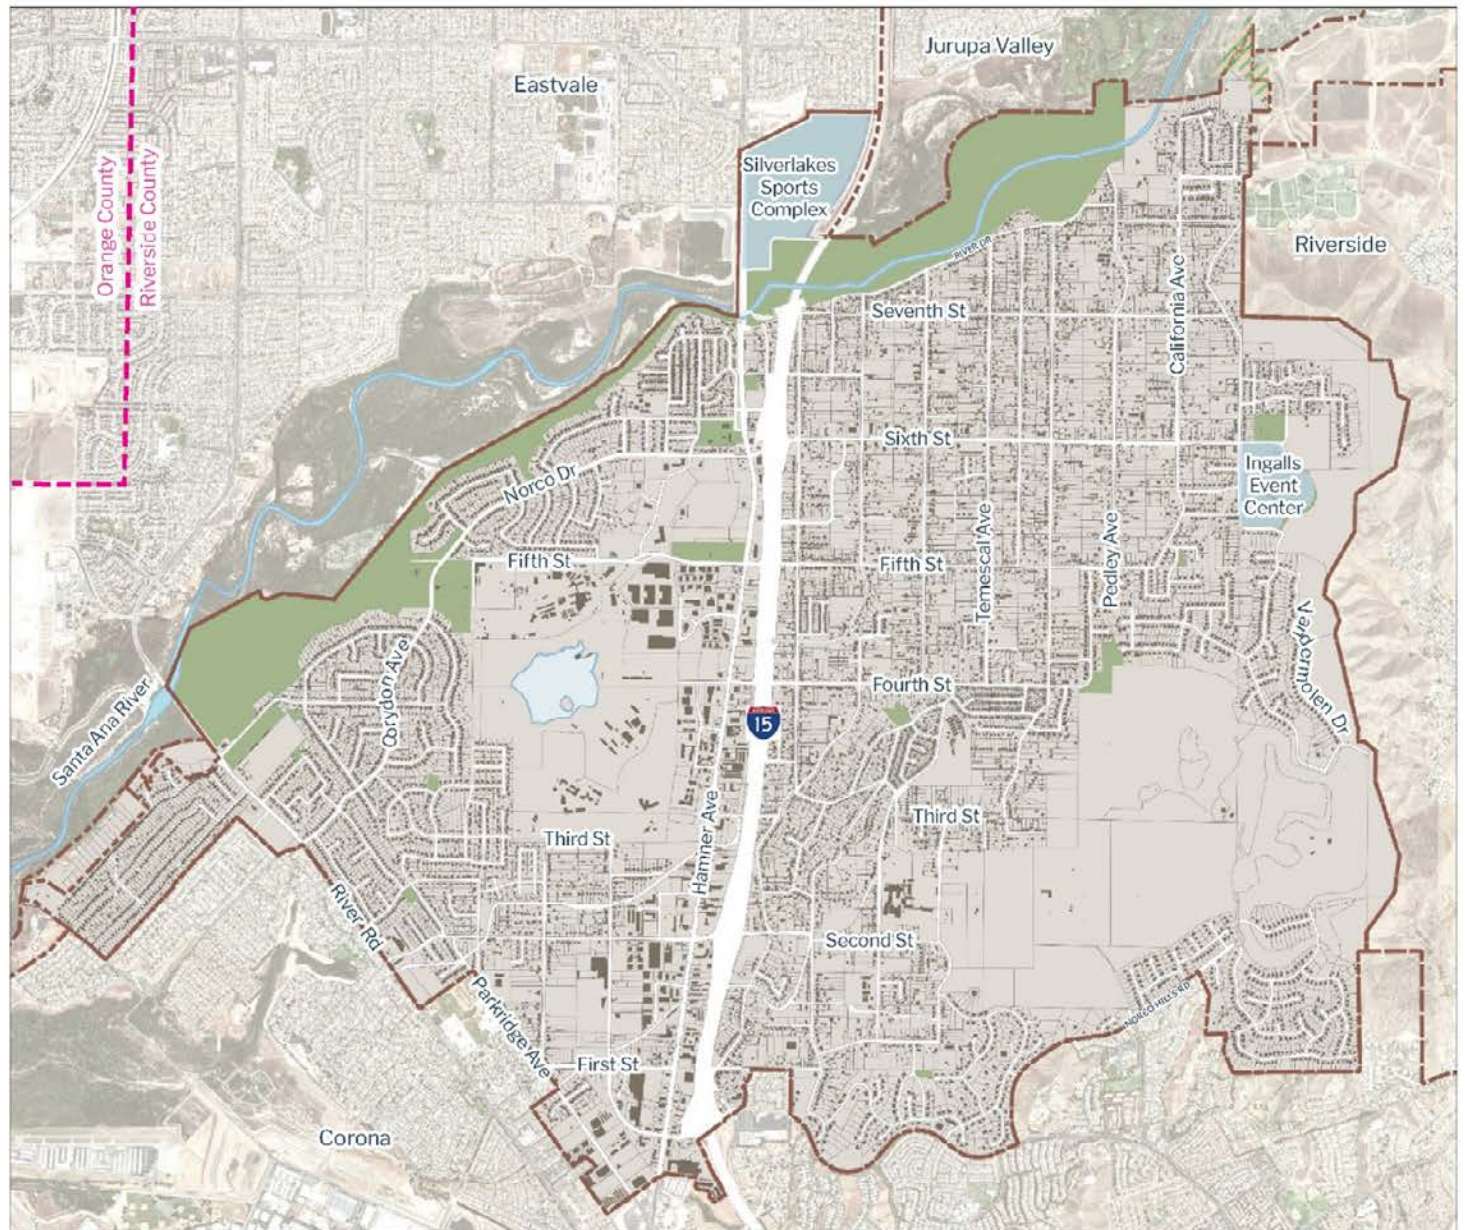 Jurupa Valley
Eastvale
Orange County
Riverside County
Silverlakes
Sports
Complex
Riverside
RIVER DR
California Ave
Seventh St
Sixth St
Ingalls
Event
Center
Norco Dr
Fifth St
Fifth St
Temescal Ave
Pedley Ave
Corydon Ave
Fourth St
Santa Ana River
15
Hamner Ave
Third St
Third St
River Rd
Second St
Parkridge Ave
NORCO HILLS RD
First St
Corona